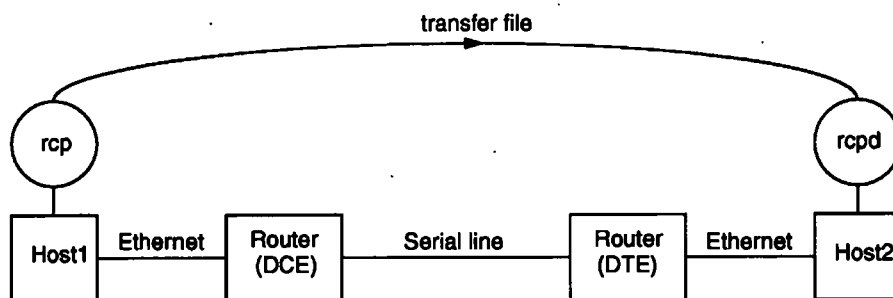 transfer file
rcp
rcpd
Host1
Ethernet
Router
(DCE)
Serial line
Router
(DTE)
Ethernet
Host2